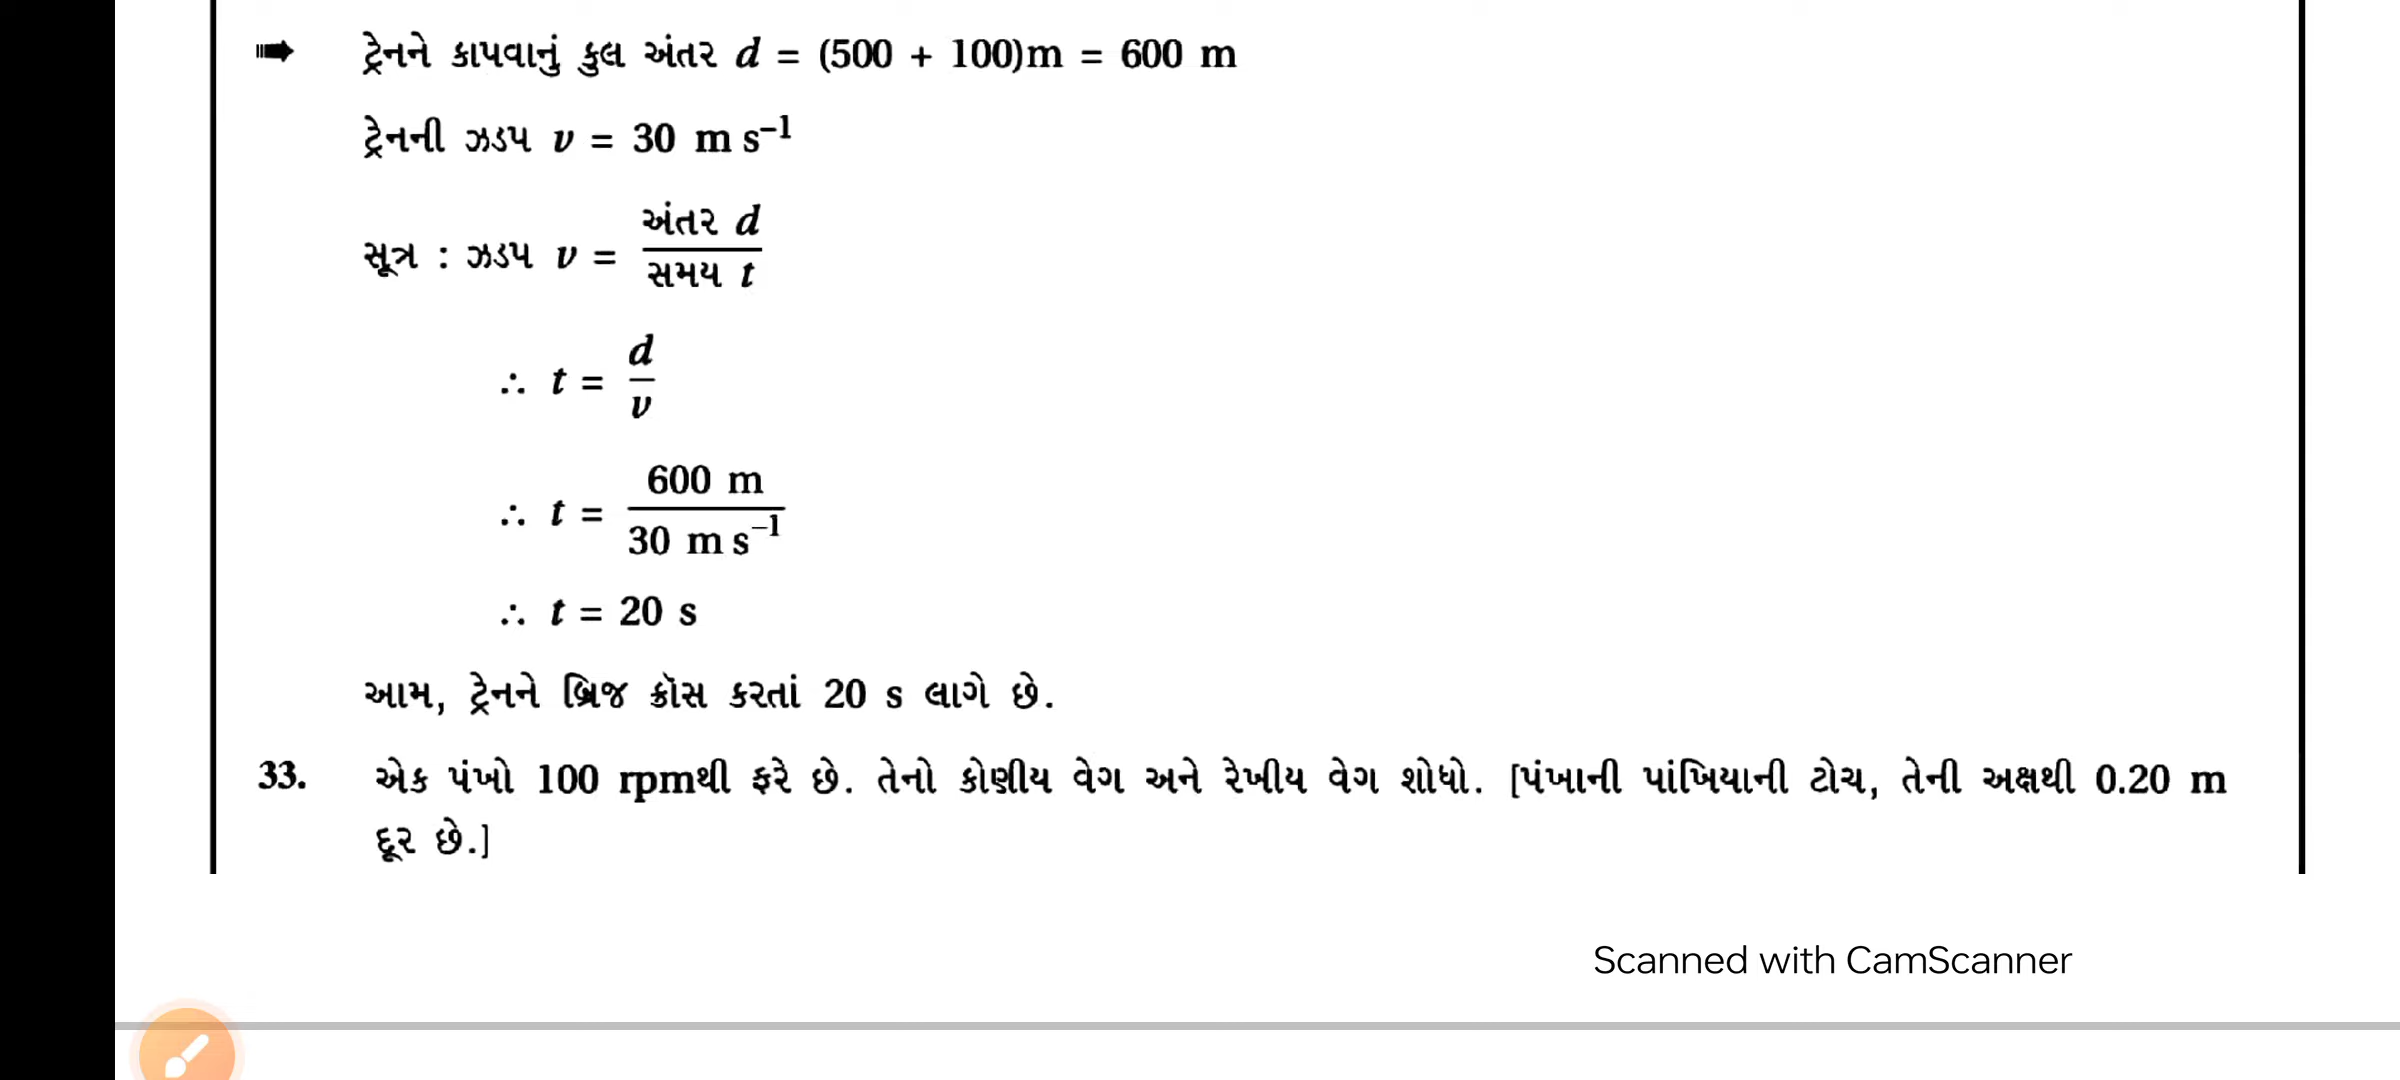 ➠ ટ્રેનને કાપવાનું કુલ અંતર d = (500 + 100)m = 600 m
ટ્રેનની ઝડપ v = 30 m s⁻¹
સૂત્ર : ઝડપ v = અંતર d / સમય t
∴ t = d / v
∴ t = 600 m / 30 m s⁻¹
∴ t = 20 s
આમ, ટ્રેનને બ્રિજ ક્રૉસ કરતાં 20 s લાગે છે.
33. એક પંખો 100 rpmથી ફરે છે. તેનો કોણીય વેગ અને રેખીય વેગ શોધો. [પંખાની પાંખિયાની ટોચ, તેની અક્ષથી 0.20 m
દૂર છે.]
Scanned with CamScanner